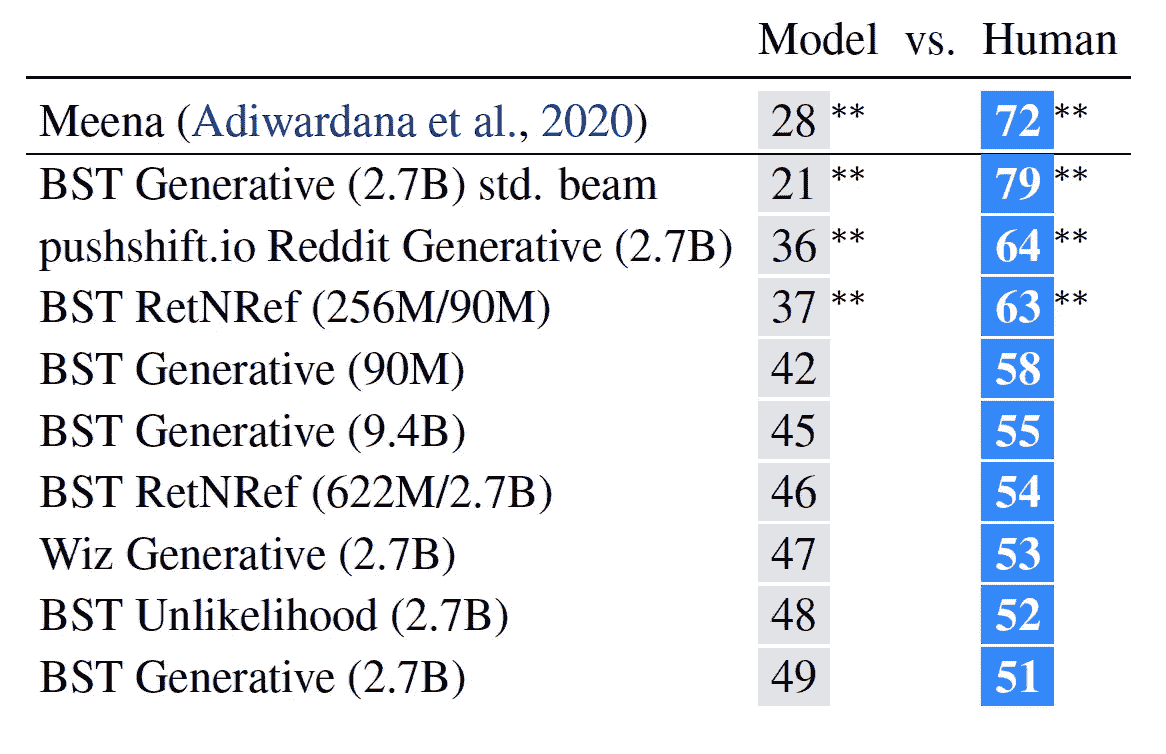 Model vs. Human
Meena (Adiwardana et al., 2020) 28 ** 72 **
BST Generative (2.7B) std. beam 21 ** 79 **
pushshift.io Reddit Generative (2.7B) 36 ** 64 **
BST RetNRef (256M/90M) 37 ** 63 **
BST Generative (90M) 42 58
BST Generative (9.4B) 45 55
BST RetNRef (622M/2.7B) 46 54
Wiz Generative (2.7B) 47 53
BST Unlikelihood (2.7B) 48 52
BST Generative (2.7B) 49 51